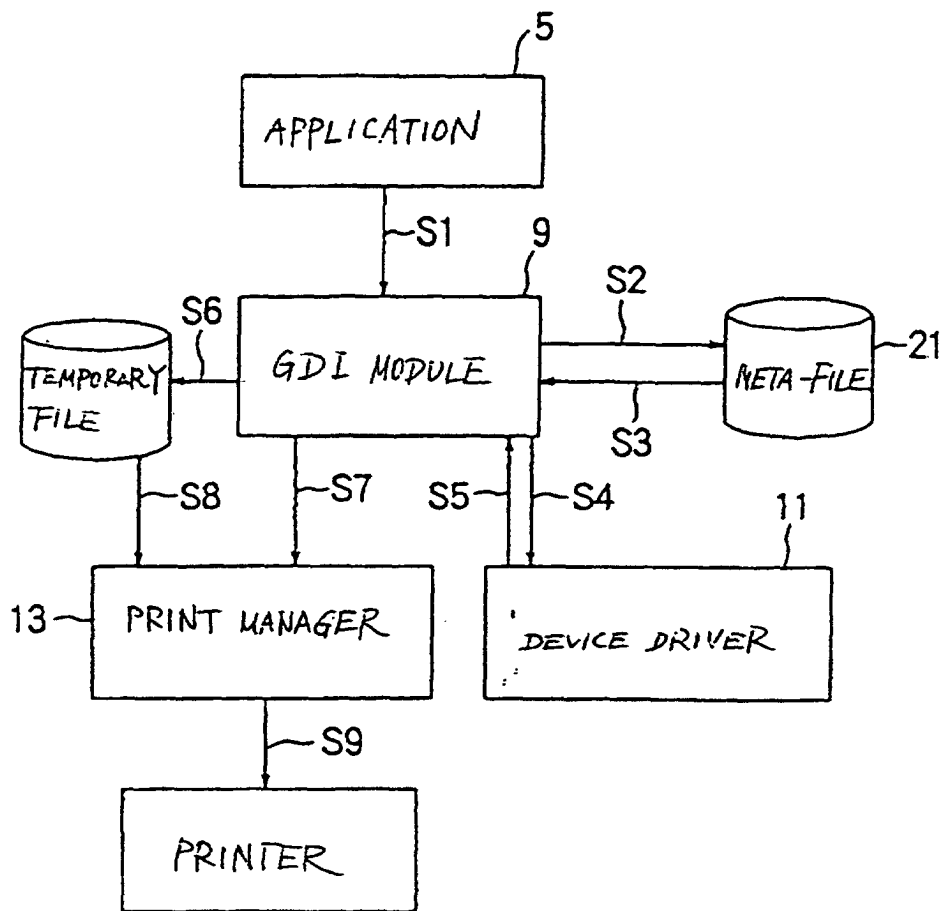 5
APPLICATION
S1
9
S6
S2
TEMPORARY
FILE
GDI MODULE
META-FILE
21
S3
S8
S7
S5
S4
11
13
PRINT MANAGER
DEVICE DRIVER
S9
PRINTER